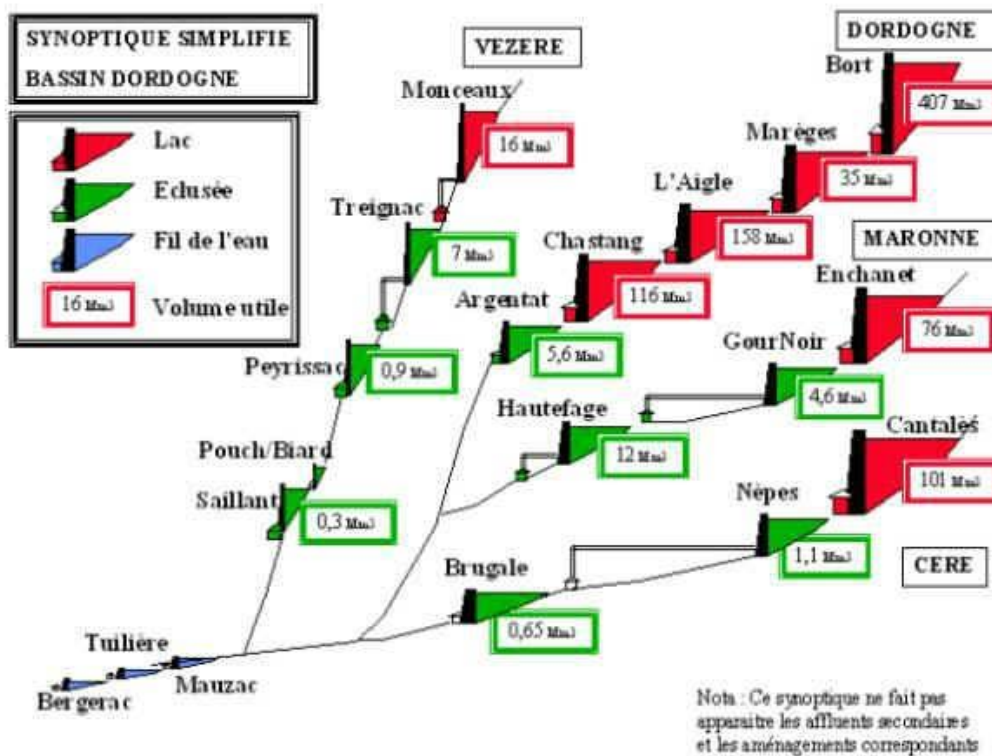 SYNOPTIQUE SIMPLIFIE
BASSIN DORDOGNE
Lac
Eclusée
Fil de l'eau
16 Mm3
Volume utile
VEZERE
Monceaux
16 Mm3
Treignac
7 Mm3
Peyrissac
0,9 Mm3
Pouch/Biard
Saillant
0,3 Mm3
DORDOGNE
Bort
407 Mm3
Marèges
35 Mm3
L'Aigle
158 Mm3
Chastang
116 Mm3
Argentat
5,6 Mm3
MARONNE
Enchanet
76 Mm3
GourNoir
4,6 Mm3
Hautefage
12 Mm3
Cantalès
101 Mm3
Nèpes
1,1 Mm3
CERE
Brugale
0,65 Mm3
Tuilière
Mauzac
Bergerac
Nota : Ce synoptique ne fait pas
apparaitre les affluents secondaires
et les aménagements correspondants